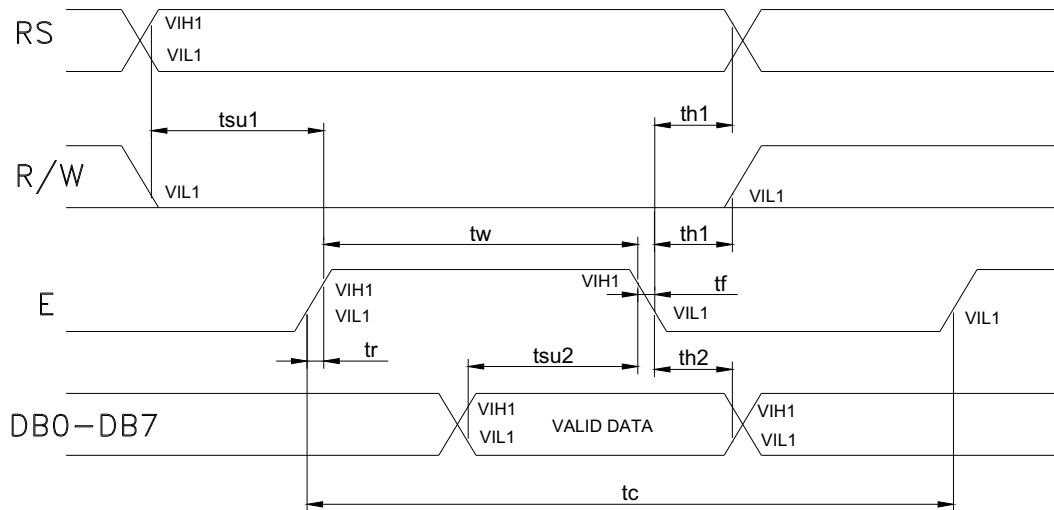 RS
VIH1
VIL1
tsu1
th1
R/W
VIL1
VIL1
tw
th1
E
VIH1
VIH1
tf
VIL1
VIL1
VIL1
tr
tsu2
th2
DB0-DB7
VIH1
VIL1
VALID DATA
VIH1
VIL1
tc